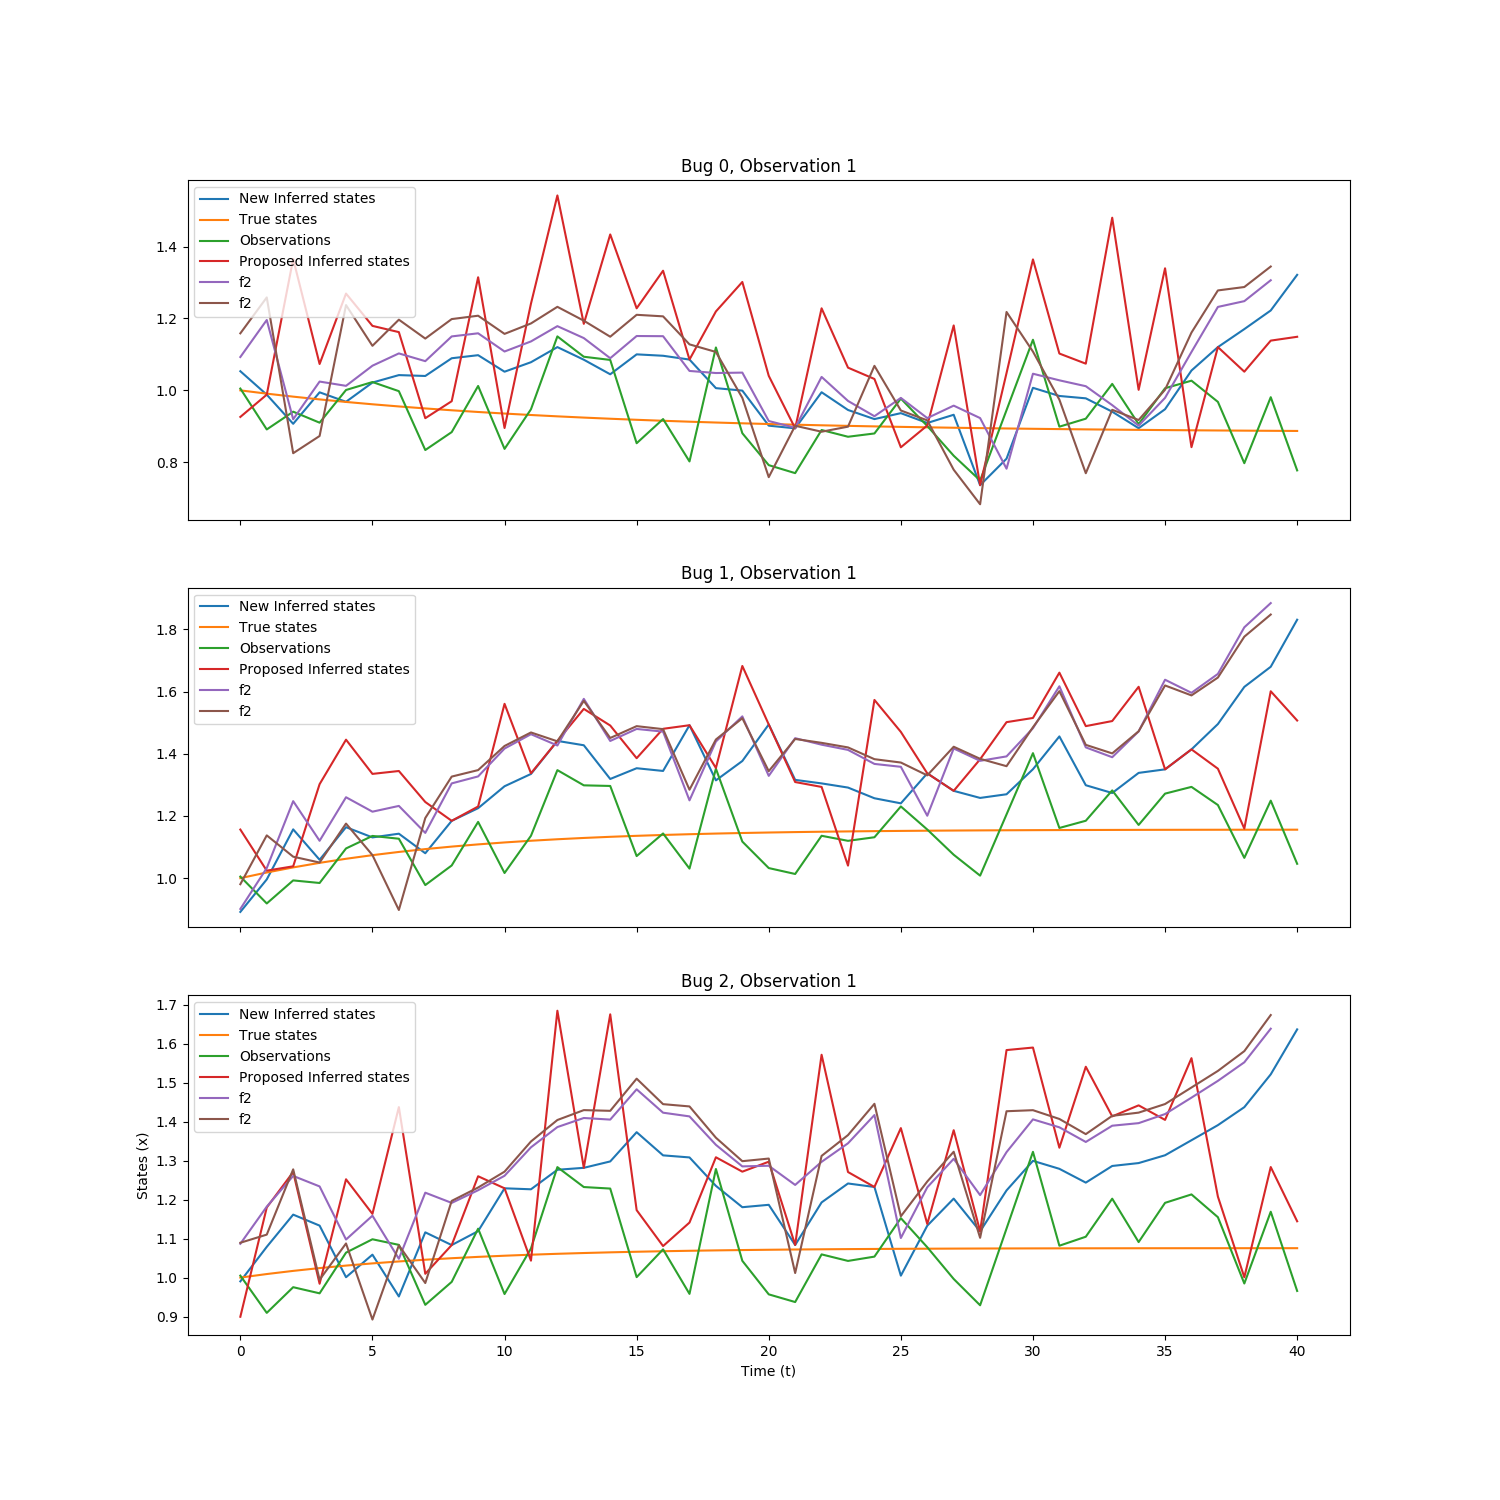 Bug 0, Observation 1
New Inferred states
True states
Observations
Proposed Inferred states
f2
f2
1.4
1.2
1.0
0.8
Bug 1, Observation 1
New Inferred states
True states
Observations
Proposed Inferred states
f2
f2
1.8
1.6
1.4
1.2
1.0
Bug 2, Observation 1
New Inferred states
True states
Observations
Proposed Inferred states
f2
f2
1.7
1.6
1.5
1.4
1.3
1.2
1.1
1.0
0.9
States (x)
0 5 10 15 20 25 30 35 40
Time (t)